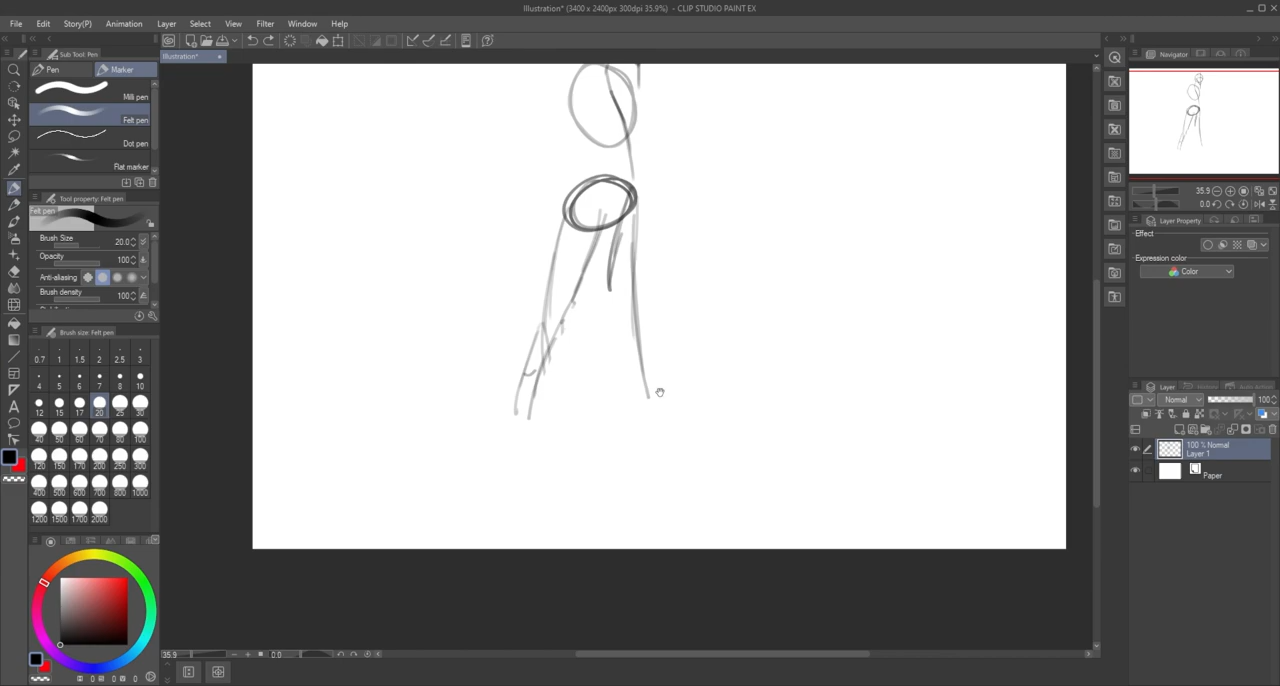 Illustration* (3400 x 2400px 300dpi 35.9%) - CLIP STUDIO PAINT EX
File Edit Story(P) Animation Layer Select View Filter Window Help
Illustration*
Sub Tool: Pen
Pen Marker
Milli pen
Felt pen
Dot pen
Flat marker
Tool property: Felt pen
Felt pen
Brush Size 20.0
Opacity 100
Anti-aliasing
Brush density 100
Brush size: Felt pen
0.7 1 1.5 2 2.5 3
4 5 6 7 8 10
12 15 17 20 25 30
40 50 60 70 80 100
120 150 170 200 250 300
400 500 600 700 800 1000
1200 1500 1700 2000
0 0 0
35.9 0.0
Navigator
35.9
0.0
Layer Property
Effect
Expression color
Color
Layer
Normal 100
100 % Normal
Layer 1
Paper